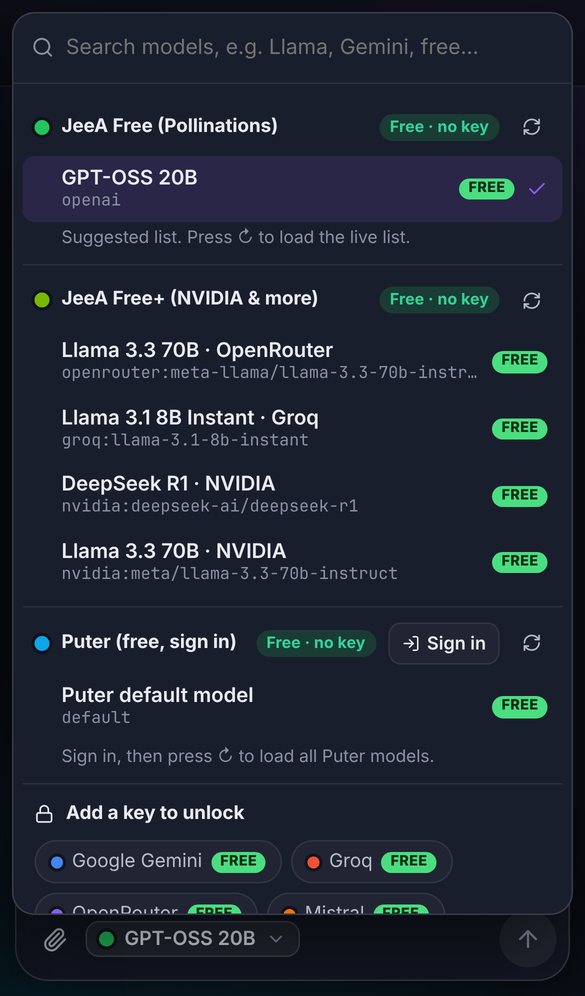 Search models, e.g. Llama, Gemini, free...
JeeA Free (Pollinations) Free · no key
GPT-OSS 20B FREE
openai
Suggested list. Press ↻ to load the live list.
JeeA Free+ (NVIDIA & more) Free · no key
Llama 3.3 70B · OpenRouter FREE
openrouter:meta-llama/llama-3.3-70b-instr…
Llama 3.1 8B Instant · Groq FREE
groq:llama-3.1-8b-instant
DeepSeek R1 · NVIDIA FREE
nvidia:deepseek-ai/deepseek-r1
Llama 3.3 70B · NVIDIA FREE
nvidia:meta/llama-3.3-70b-instruct
Puter (free, sign in) Free · no key Sign in
Puter default model FREE
default
Sign in, then press ↻ to load all Puter models.
Add a key to unlock
Google Gemini FREE Groq FREE
OpenRouter FREE Mistral FREE
GPT-OSS 20B